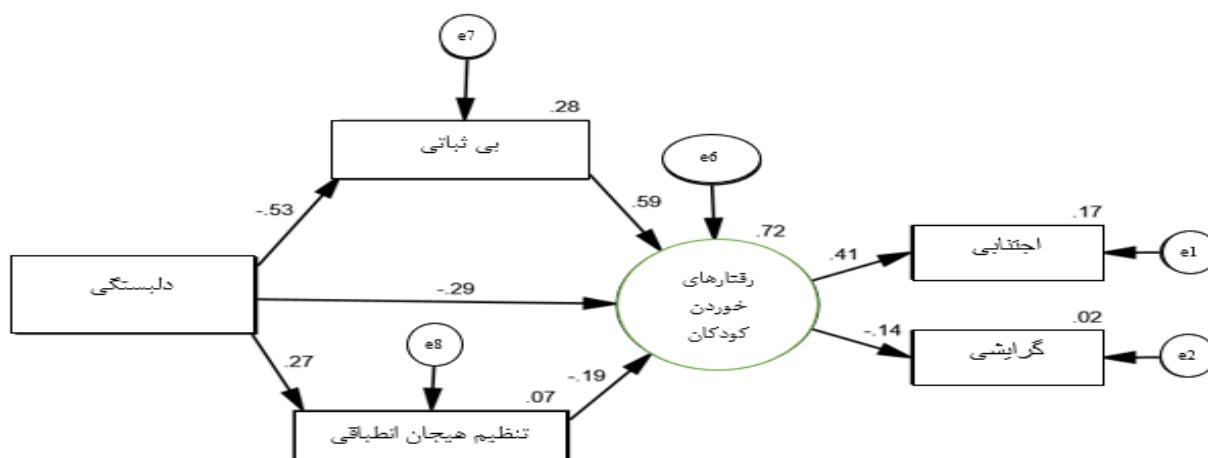 e7
.28
بی ثباتی
e6
-.53
.59
.72
.17
اجتنابی
e1
.41
دلبستگی
-.29
رفتارهای
خوردن
کودکان
.27
e8
-.19
-.14
.02
گرایشی
e2
.07
تنظیم هیجان انطباقی